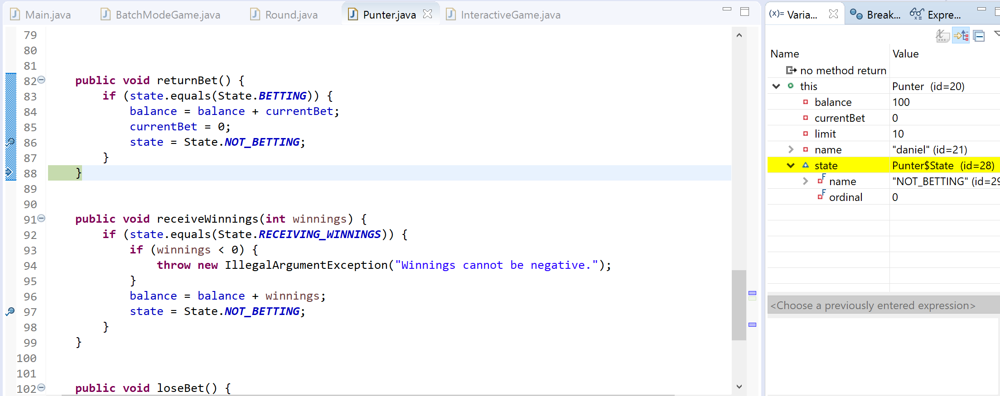 Main.java BatchModeGame.java Round.java Punter.java InteractiveGame.java
79
80
81
82 public void returnBet() {
83 if (state.equals(State.BETTING)) {
84 balance = balance + currentBet;
85 currentBet = 0;
86 state = State.NOT_BETTING;
87 }
88 }
89
90
91 public void receiveWinnings(int winnings) {
92 if (state.equals(State.RECEIVING_WINNINGS)) {
93 if (winnings < 0) {
94 throw new IllegalArgumentException("Winnings cannot be negative.");
95 }
96 balance = balance + winnings;
97 state = State.NOT_BETTING;
98 }
99 }
100
101
102 public void loseBet() {
(x)= Varia... Break... Expre...
Name Value
no method return
this Punter (id=20)
balance 100
currentBet 0
limit 10
name "daniel" (id=21)
state Punter$State (id=28)
name "NOT_BETTING" (id=29
ordinal 0
<Choose a previously entered expression>